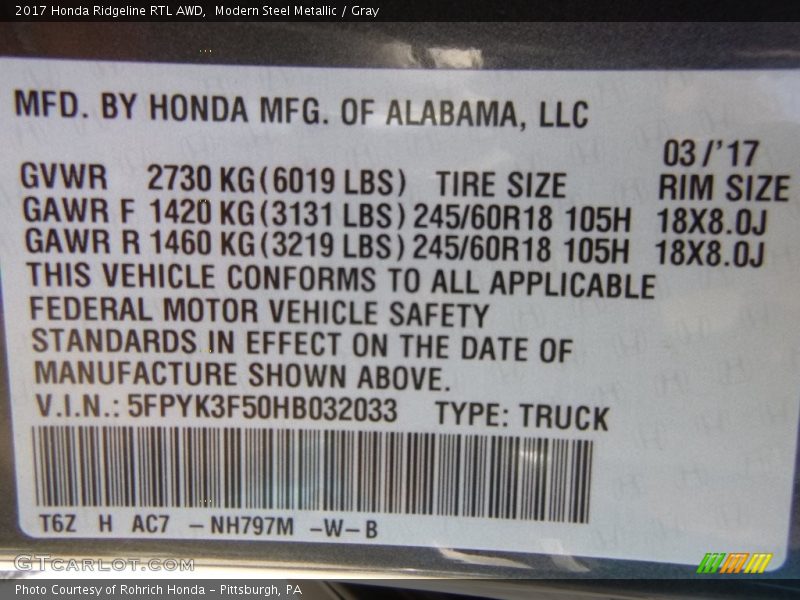 2017 Honda Ridgeline RTL AWD,  Modern Steel Metallic / Gray
MFD. BY HONDA MFG. OF ALABAMA, LLC
03/'17
GVWR 2730 KG (6019 LBS) TIRE SIZE RIM SIZE
GAWR F 1420 KG (3131 LBS) 245/60R18 105H 18X8.0J
GAWR R 1460 KG (3219 LBS) 245/60R18 105H 18X8.0J
THIS VEHICLE CONFORMS TO ALL APPLICABLE
FEDERAL MOTOR VEHICLE SAFETY
STANDARDS IN EFFECT ON THE DATE OF
MANUFACTURE SHOWN ABOVE.
V.I.N.: 5FPYK3F50HB032033 TYPE: TRUCK
T6Z H AC7 -NH797M -W-B
GTCARLOT.COM
Photo Courtesy of Rohrich Honda - Pittsburgh, PA